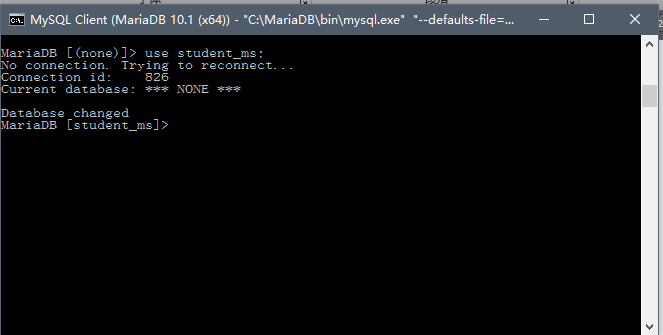 MySQL Client (MariaDB 10.1 (x64)) - "C:\MariaDB\bin\mysql.exe" "--defaults-file=...
MariaDB [(none)]> use student_ms;
No connection. Trying to reconnect...
Connection id:    826
Current database: *** NONE ***
Database changed
MariaDB [student_ms]>